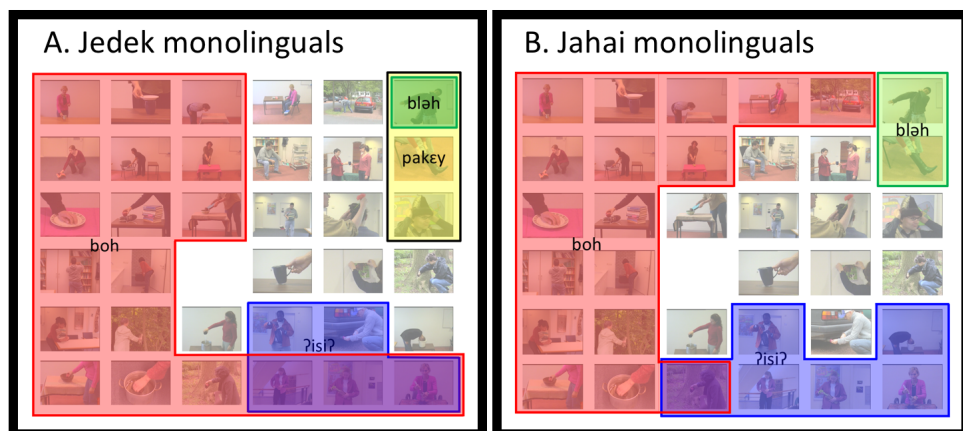 A. Jedek monolinguals
bləh
pakɛy
boh
ʔisiʔ
B. Jahai monolinguals
bləh
boh
ʔisiʔ